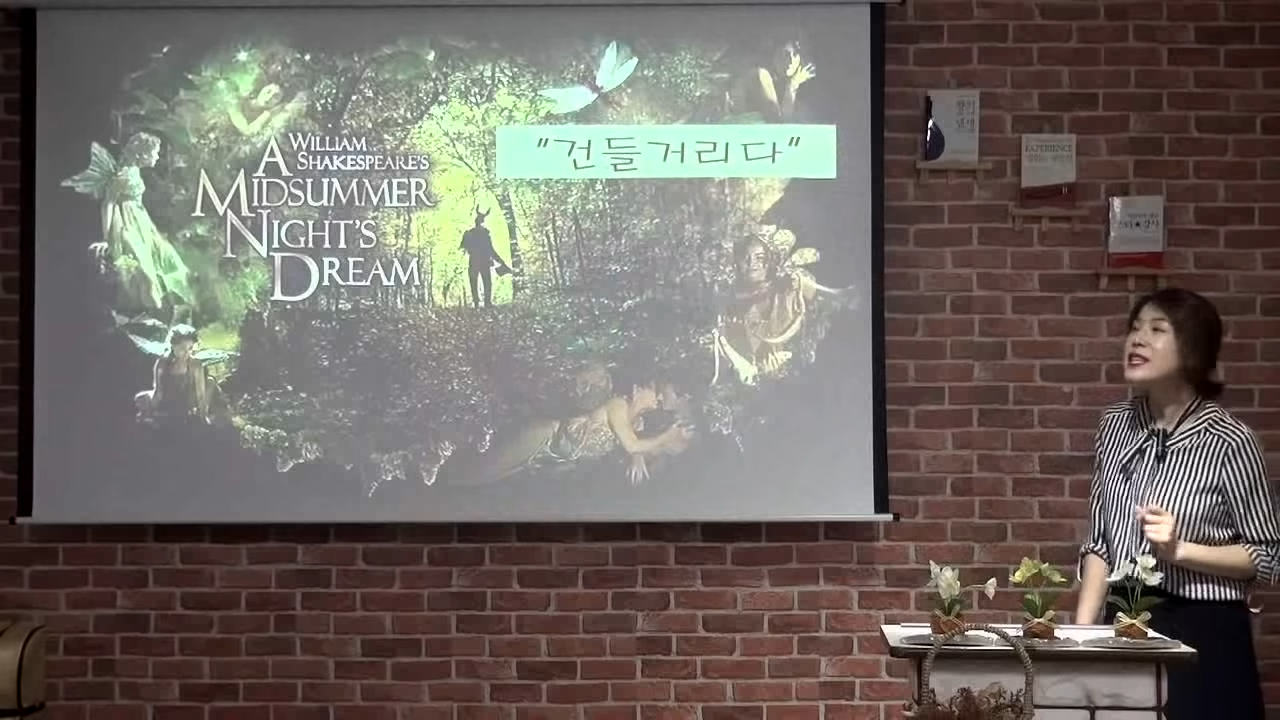 WILLIAM
SHAKESPEARE'S
A
MIDSUMMER
NIGHT'S
DREAM
"건들거리다"
EXPERIENCE